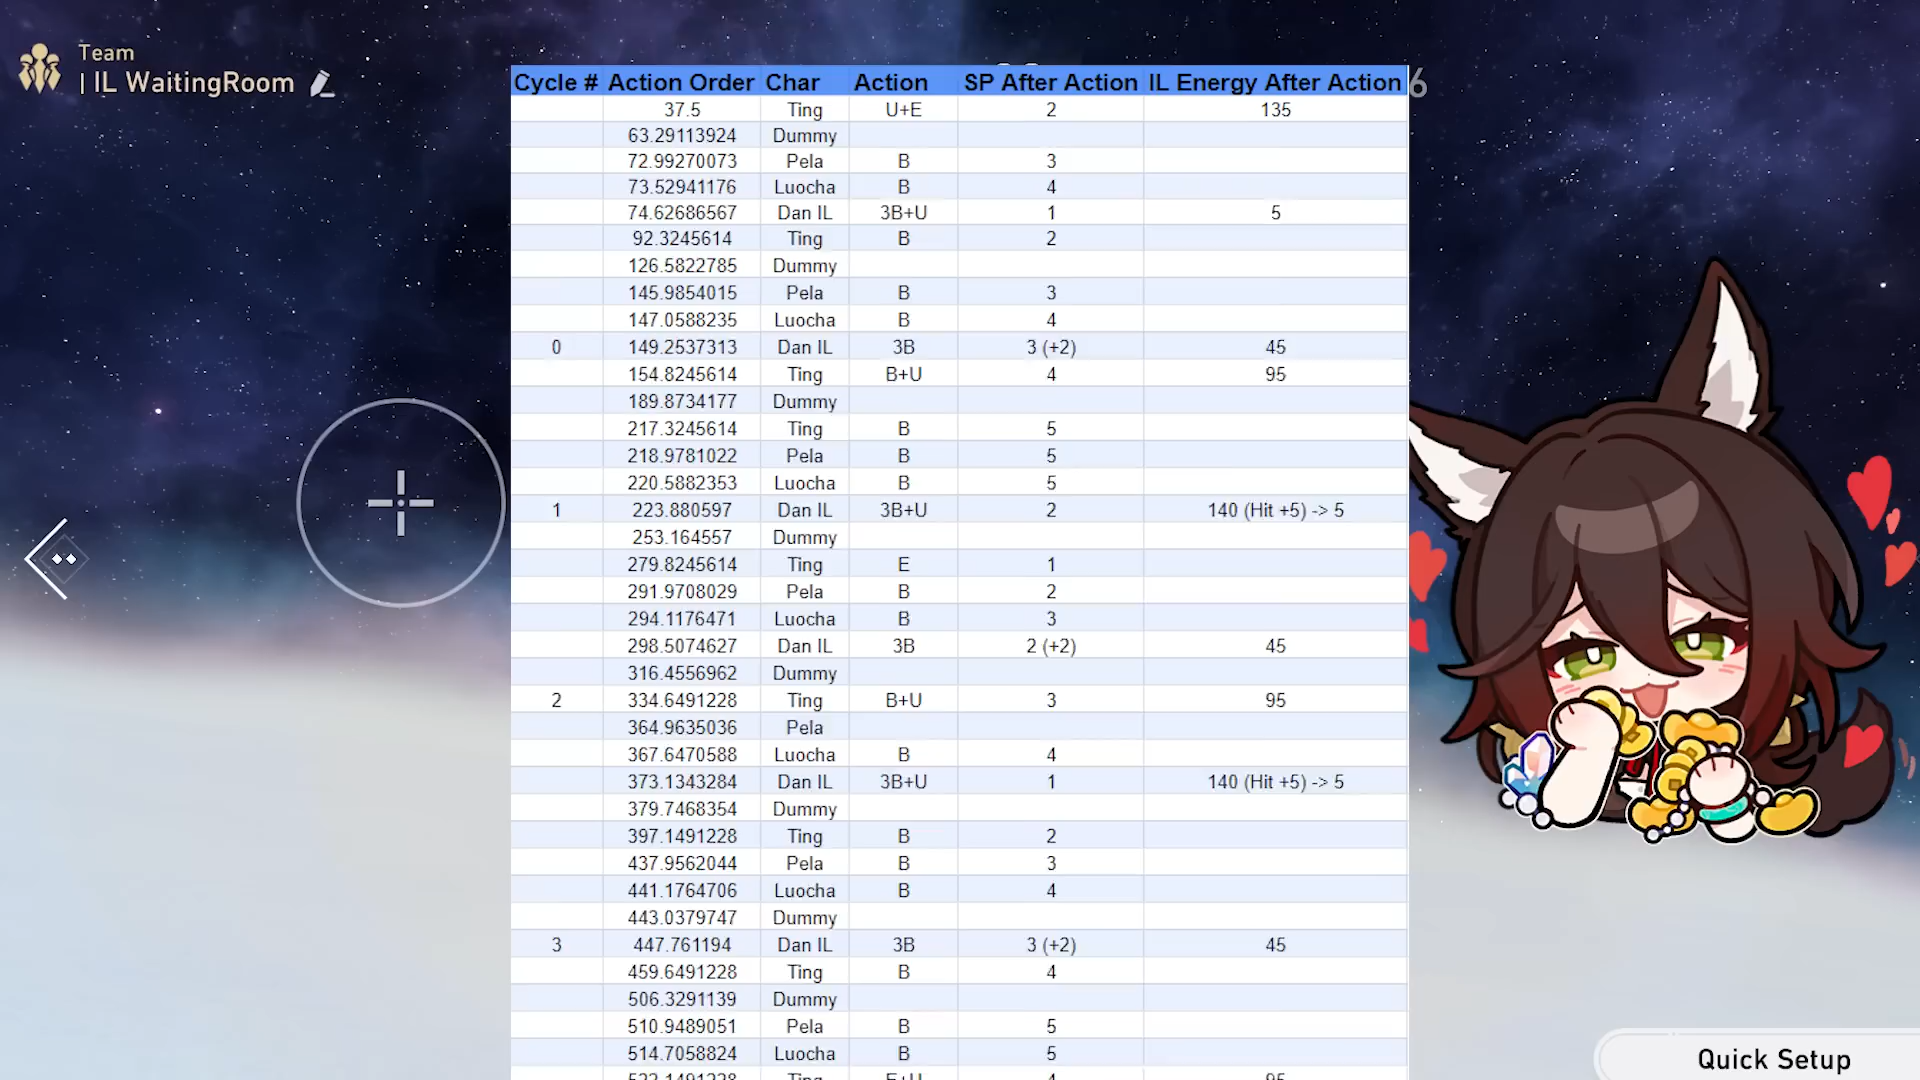 Team
| IL WaitingRoom
Cycle # Action Order Char Action SP After Action IL Energy After Action
6
37.5 Ting U+E 2 135
63.29113924 Dummy
72.99270073 Pela B 3
73.52941176 Luocha B 4
74.62686567 Dan IL 3B+U 1 5
92.3245614 Ting B 2
126.5822785 Dummy
145.9854015 Pela B 3
147.0588235 Luocha B 4
0 149.2537313 Dan IL 3B 3 (+2) 45
154.8245614 Ting B+U 4 95
189.8734177 Dummy
217.3245614 Ting B 5
218.9781022 Pela B 5
220.5882353 Luocha B 5
1 223.880597 Dan IL 3B+U 2 140 (Hit +5) -> 5
253.164557 Dummy
279.8245614 Ting E 1
291.9708029 Pela B 2
294.1176471 Luocha B 3
298.5074627 Dan IL 3B 2 (+2) 45
316.4556962 Dummy
2 334.6491228 Ting B+U 3 95
364.9635036 Pela
367.6470588 Luocha B 4
373.1343284 Dan IL 3B+U 1 140 (Hit +5) -> 5
379.7468354 Dummy
397.1491228 Ting B 2
437.9562044 Pela B 3
441.1764706 Luocha B 4
443.0379747 Dummy
3 447.761194 Dan IL 3B 3 (+2) 45
459.6491228 Ting B 4
506.3291139 Dummy
510.9489051 Pela B 5
514.7058824 Luocha B 5
Quick Setup